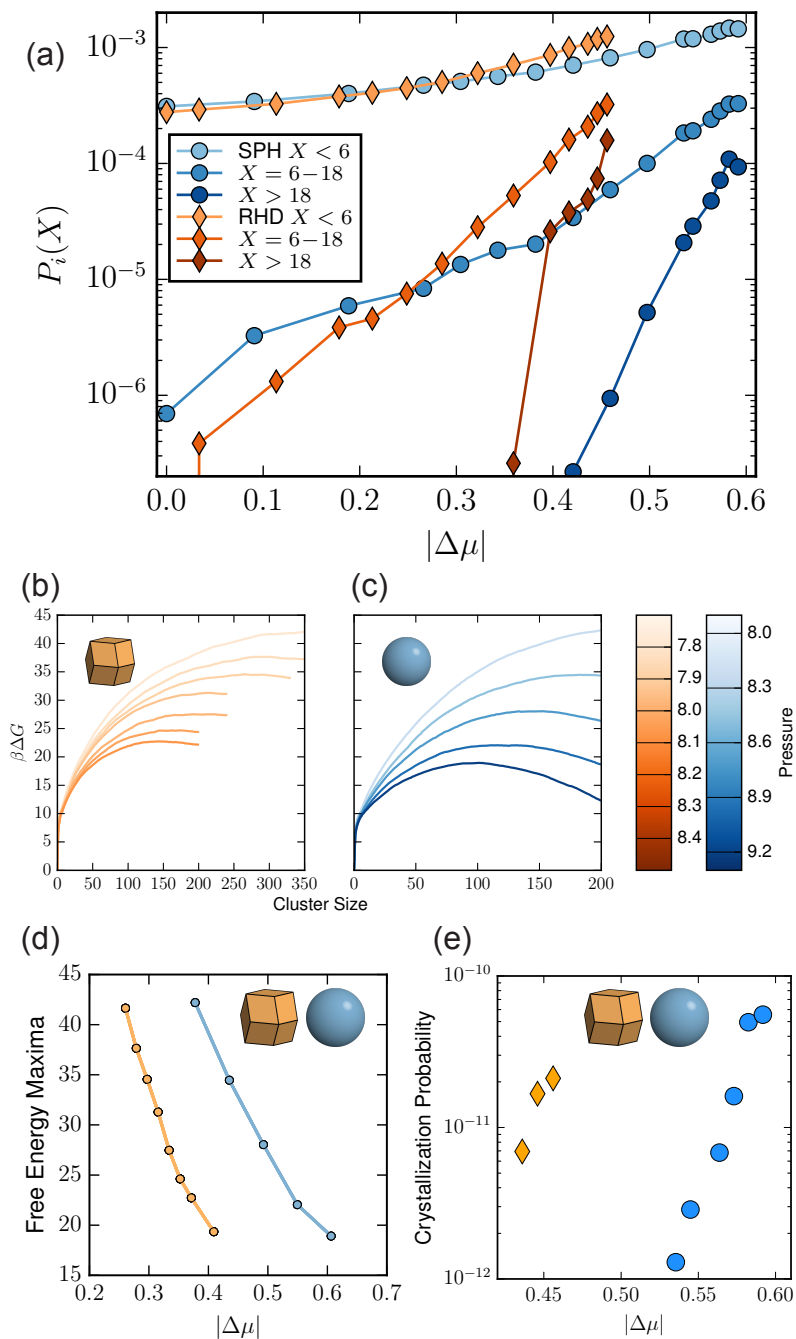 (a)
10⁻³
10⁻⁴
10⁻⁵
10⁻⁶
P_i(X)
SPH X < 6
X = 6−18
X > 18
RHD X < 6
X = 6−18
X > 18
0.0 0.1 0.2 0.3 0.4 0.5 0.6
|Δμ|
(b)
(c)
45
40
35
30
25
20
15
10
5
0
βΔG
0 50 100 150 200 250 300 350
0 50 100 150 200
Cluster Size
7.8
7.9
8.0
8.1
8.2
8.3
8.4
8.0
8.3
8.6
8.9
9.2
Pressure
(d)
45
40
35
30
25
20
15
Free Energy Maxima
0.2 0.3 0.4 0.5 0.6 0.7
|Δμ|
(e)
10⁻¹⁰
10⁻¹¹
10⁻¹²
Crystallization Probability
0.45 0.50 0.55 0.60
|Δμ|